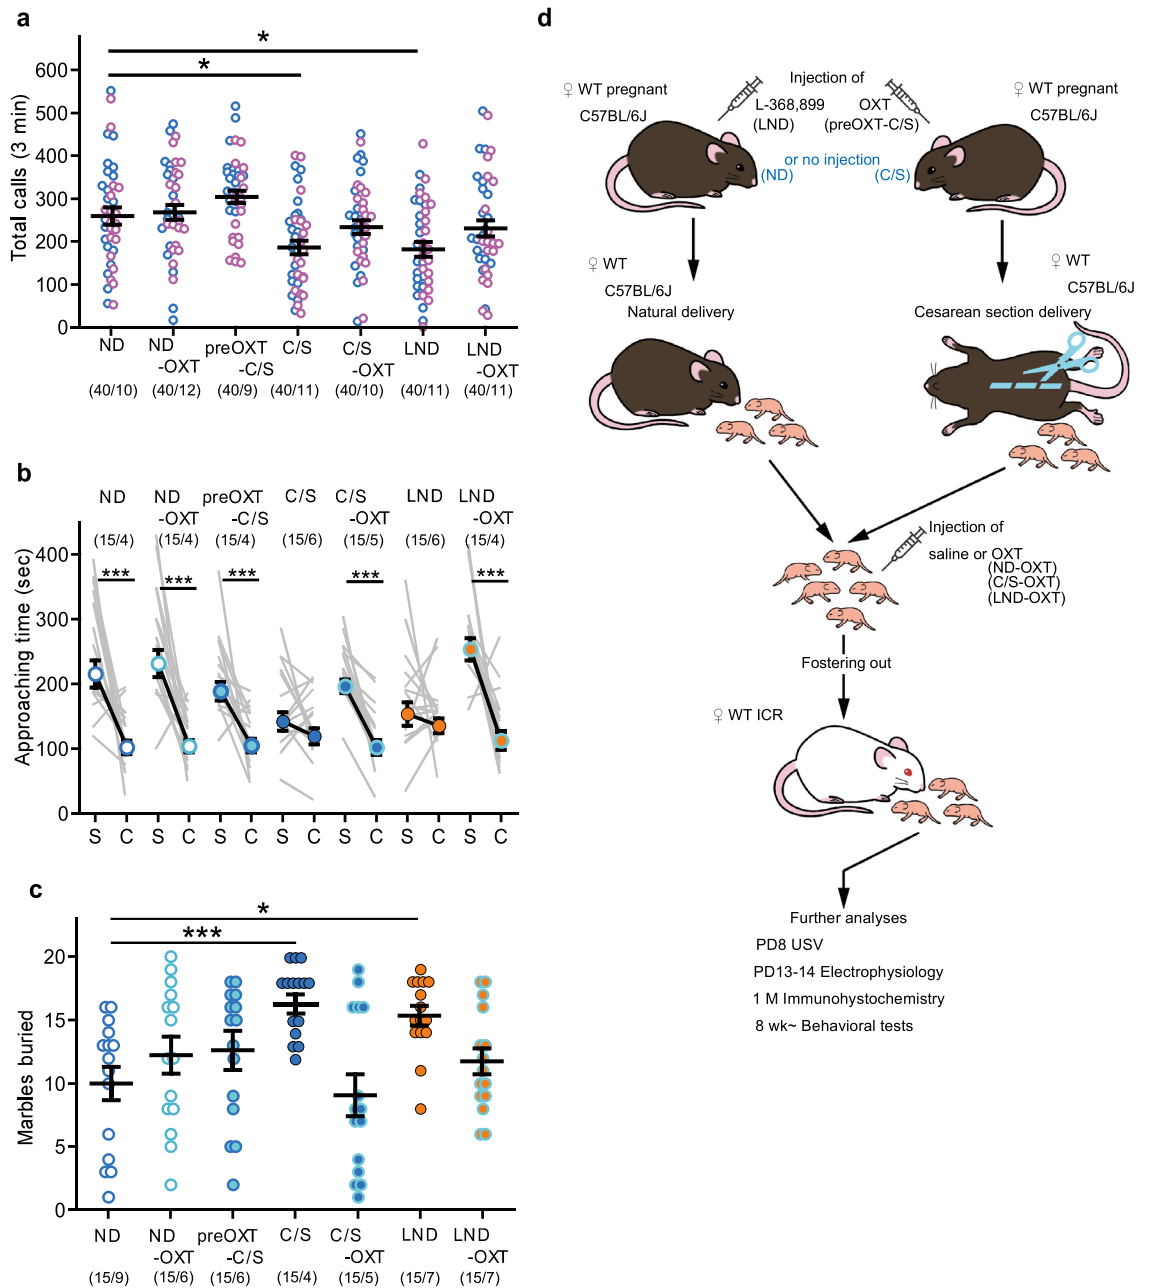 a
Total calls (3 min)
600
500
400
300
200
100
0
*
*
ND
ND
-OXT
preOXT
-C/S
C/S
C/S
-OXT
LND
LND
-OXT
(40/10)
(40/12)
(40/9)
(40/11)
(40/10)
(40/11)
(40/11)
b
ND
ND
-OXT
preOXT
-C/S
C/S
C/S
-OXT
LND
LND
-OXT
(15/4)
(15/4)
(15/4)
(15/6)
(15/5)
(15/6)
(15/4)
Approaching time (sec)
400
300
200
100
0
***
***
***
***
***
S C S C S C S C S C S C S C
c
Marbles buried
20
15
10
5
0
*
***
ND
ND
-OXT
preOXT
-C/S
C/S
C/S
-OXT
LND
LND
-OXT
(15/9)
(15/6)
(15/6)
(15/4)
(15/5)
(15/7)
(15/7)
d
♀ WT pregnant
C57BL/6J
Injection of
L-368,899
(LND)
OXT
(preOXT-C/S)
♀ WT pregnant
C57BL/6J
or no injection
(ND)
(C/S)
♀ WT
C57BL/6J
Natural delivery
♀ WT
C57BL/6J
Cesarean section delivery
Injection of
saline or OXT
(ND-OXT)
(C/S-OXT)
(LND-OXT)
Fostering out
♀ WT ICR
Further analyses
PD8 USV
PD13-14 Electrophysiology
1 M Immunohystochemistry
8 wk~ Behavioral tests